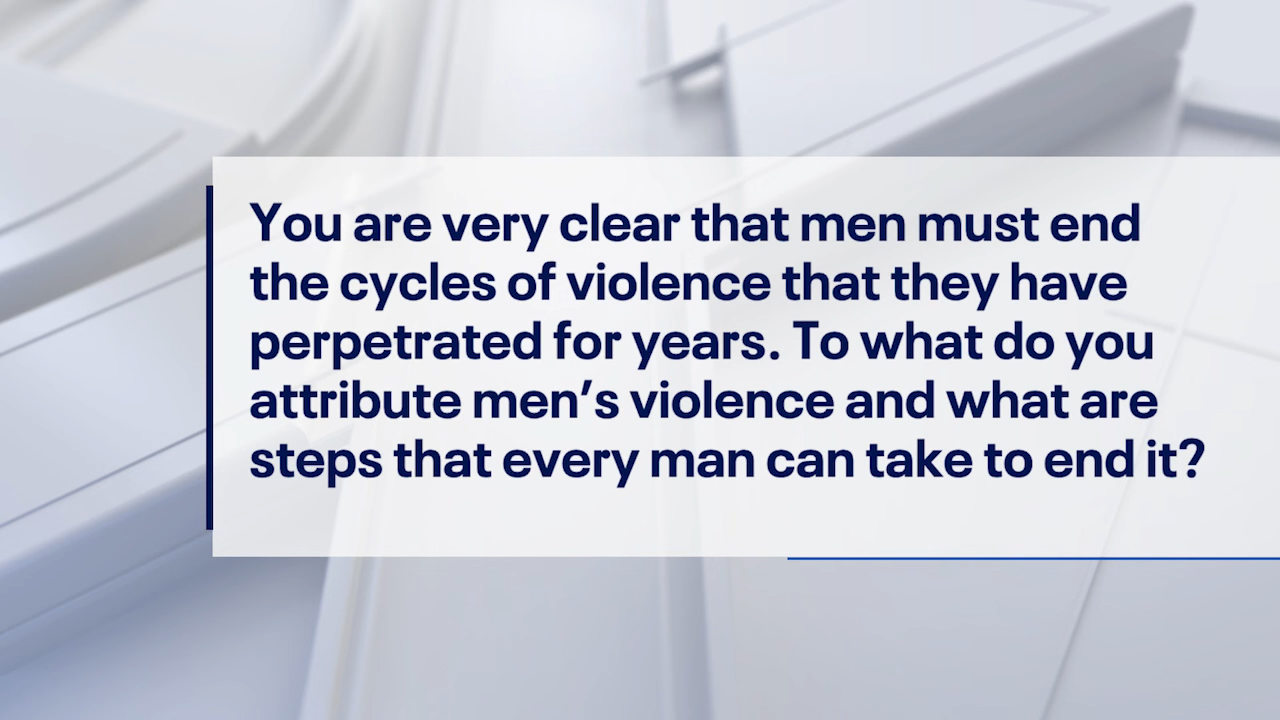 You are very clear that men must end
the cycles of violence that they have
perpetrated for years. To what do you
attribute men’s violence and what are
steps that every man can take to end it?